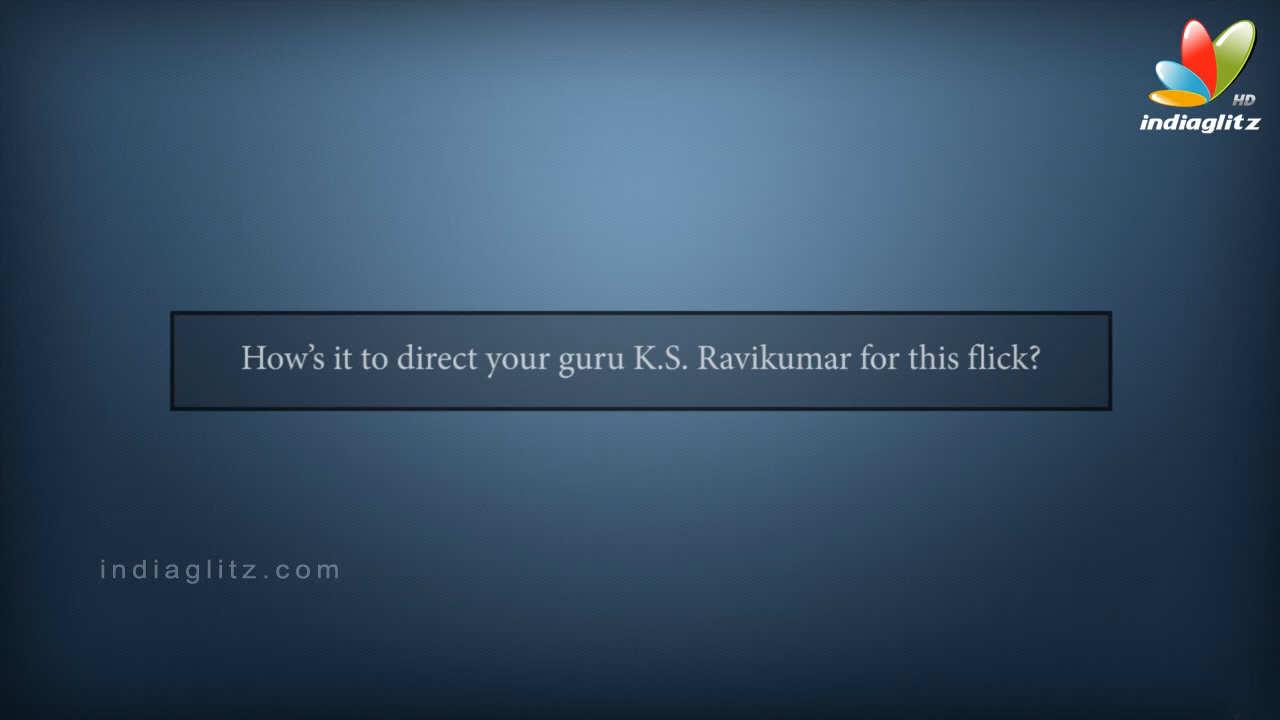 HD
indiaglitz
How's it to direct your guru K.S. Ravikumar for this flick?
indiaglitz.com